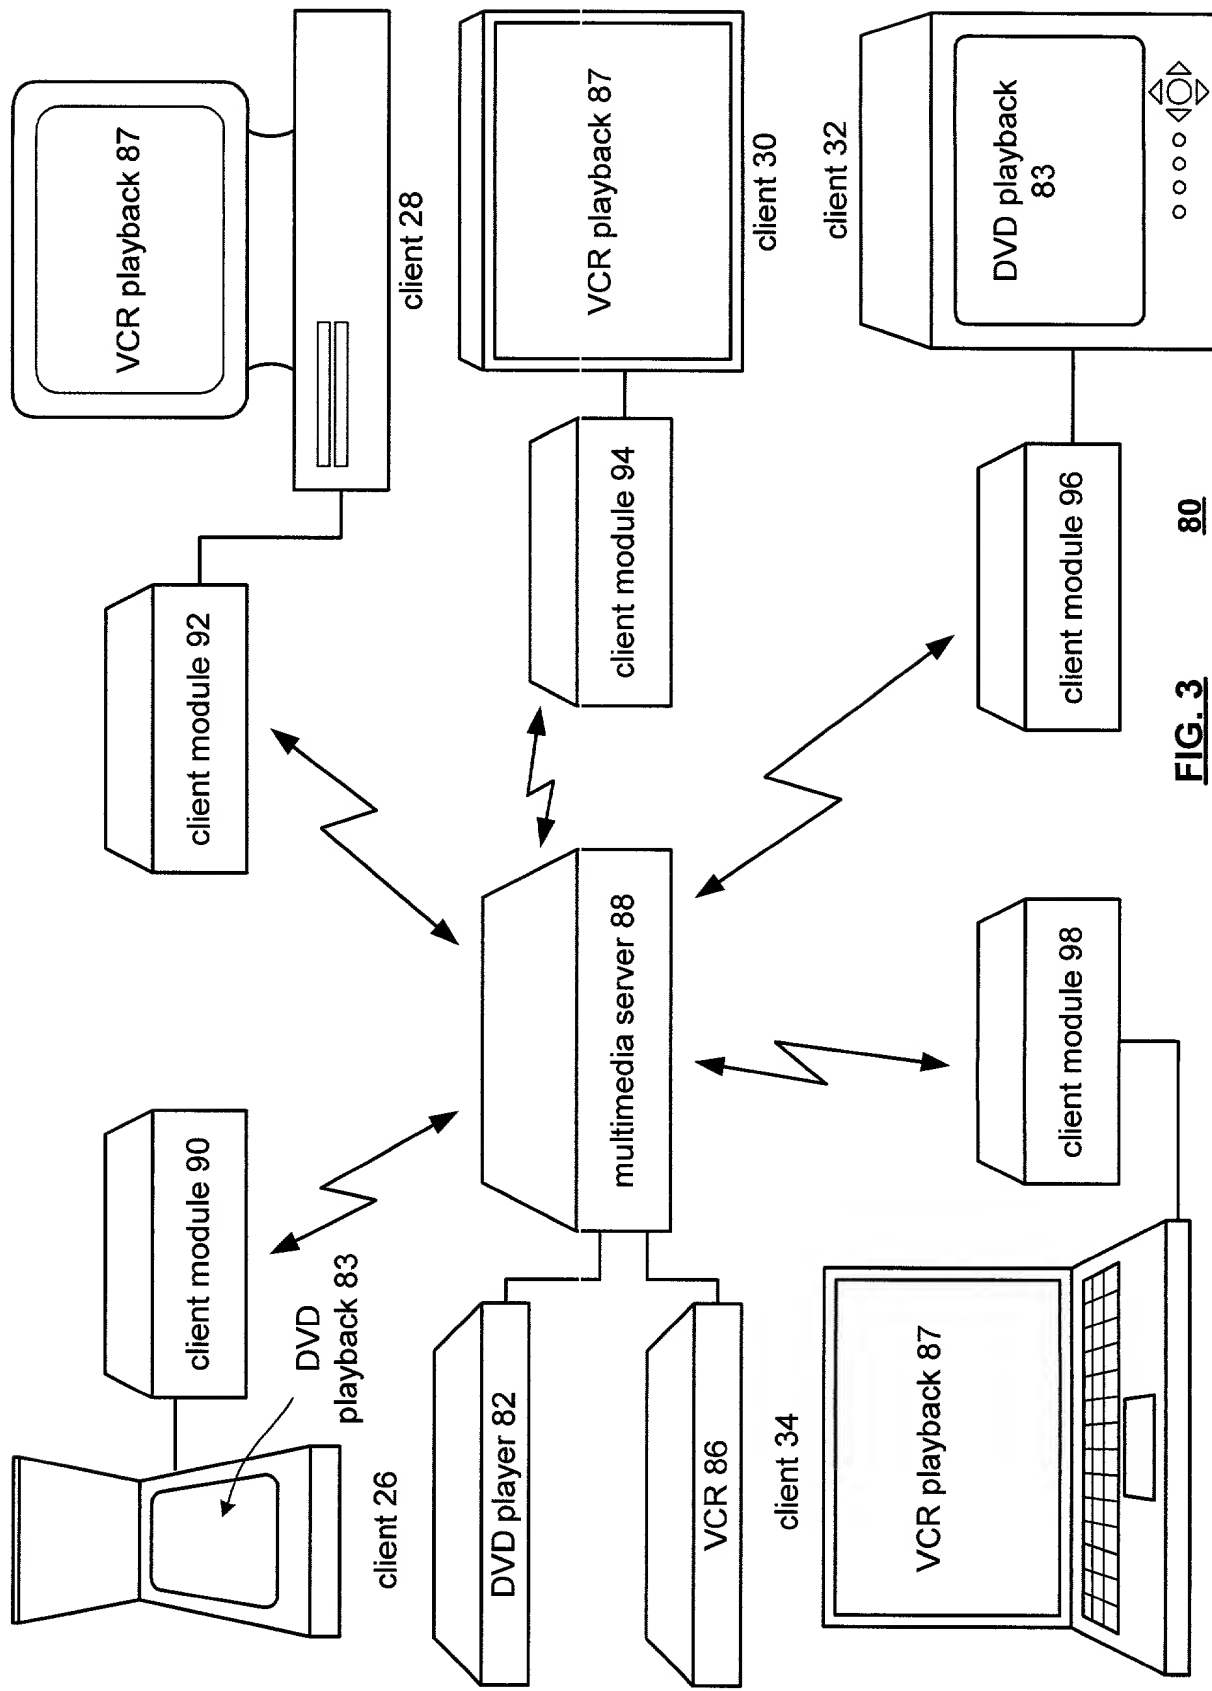 client module 90
client module 92
VCR playback 87
DVD
playback 83
client 26
client 28
DVD player 82
multimedia server 88
client module 94
VCR playback 87
VCR 86
client 30
client 34
client 32
VCR playback 87
client module 98
client module 96
DVD playback
83
FIG. 3
80